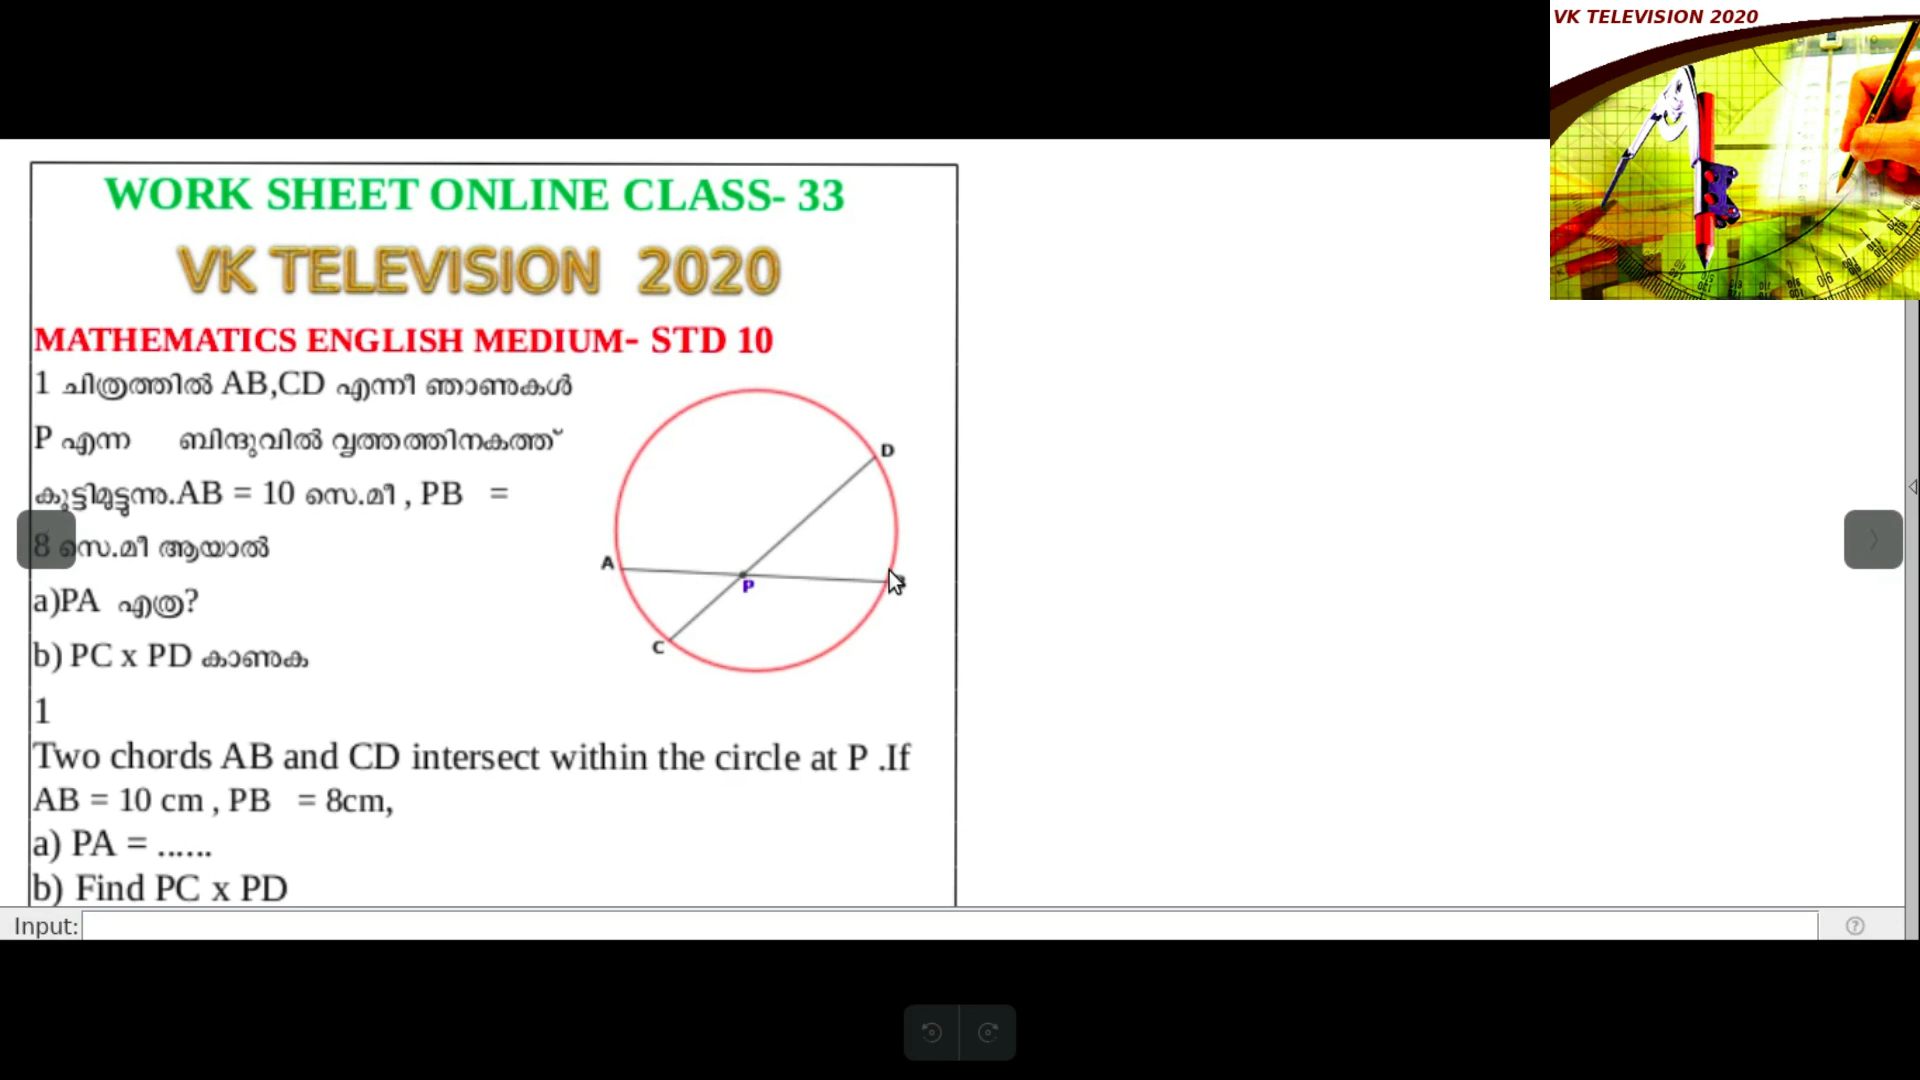 VK TELEVISION 2020
WORK SHEET ONLINE CLASS- 33
VK TELEVISION 2020
MATHEMATICS ENGLISH MEDIUM- STD 10
1 ചിത്രത്തിൽ AB,CD എന്നീ ഞാണുകൾ
P എന്ന ബിന്ദുവിൽ വൃത്തത്തിനകത്ത്
കൂട്ടിമുട്ടുന്നു.AB = 10 സെ.മീ , PB =
8 സെ.മീ ആയാൽ
a)PA എത്ര?
b) PC x PD കാണുക
D
A
P
C
1
Two chords AB and CD intersect within the circle at P .If
AB = 10 cm , PB = 8cm,
a) PA = ......
b) Find PC x PD
Input: